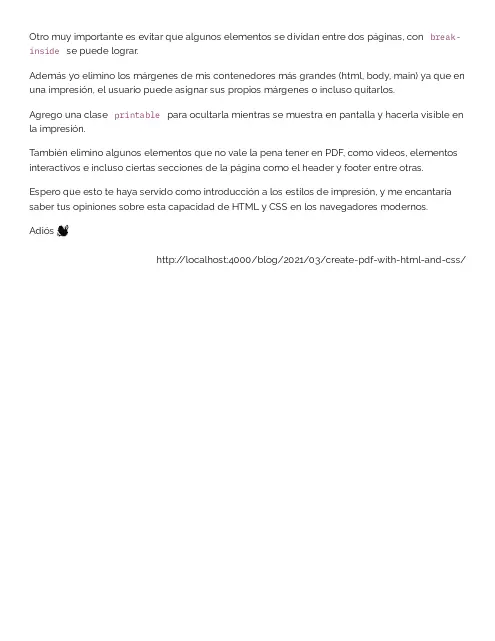 Otro muy importante es evitar que algunos elementos se dividan entre dos páginas, con break-
inside se puede lograr.
Además yo elimino los márgenes de mis contenedores más grandes (html, body, main) ya que en
una impresión, el usuario puede asignar sus propios márgenes o incluso quitarlos.
Agrego una clase printable para ocultarla mientras se muestra en pantalla y hacerla visible en
la impresión.
También elimino algunos elementos que no vale la pena tener en PDF, como videos, elementos
interactivos e incluso ciertas secciones de la página como el header y footer entre otras.
Espero que esto te haya servido como introducción a los estilos de impresión, y me encantaría
saber tus opiniones sobre esta capacidad de HTML y CSS en los navegadores modernos.
Adiós 👋
http://localhost:4000/blog/2021/03/create-pdf-with-html-and-css/